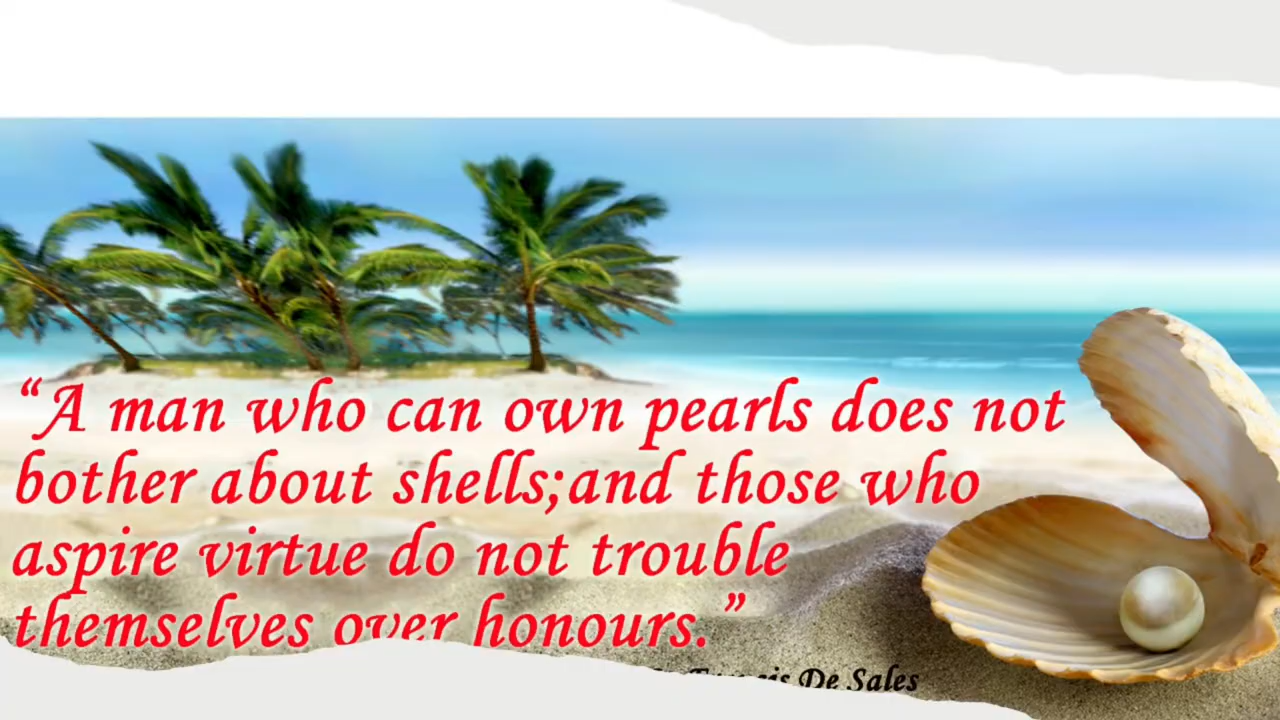 “A man who can own pearls does not
bother about shells;and those who
aspire virtue do not trouble
themselves over honours.”
Francis De Sales